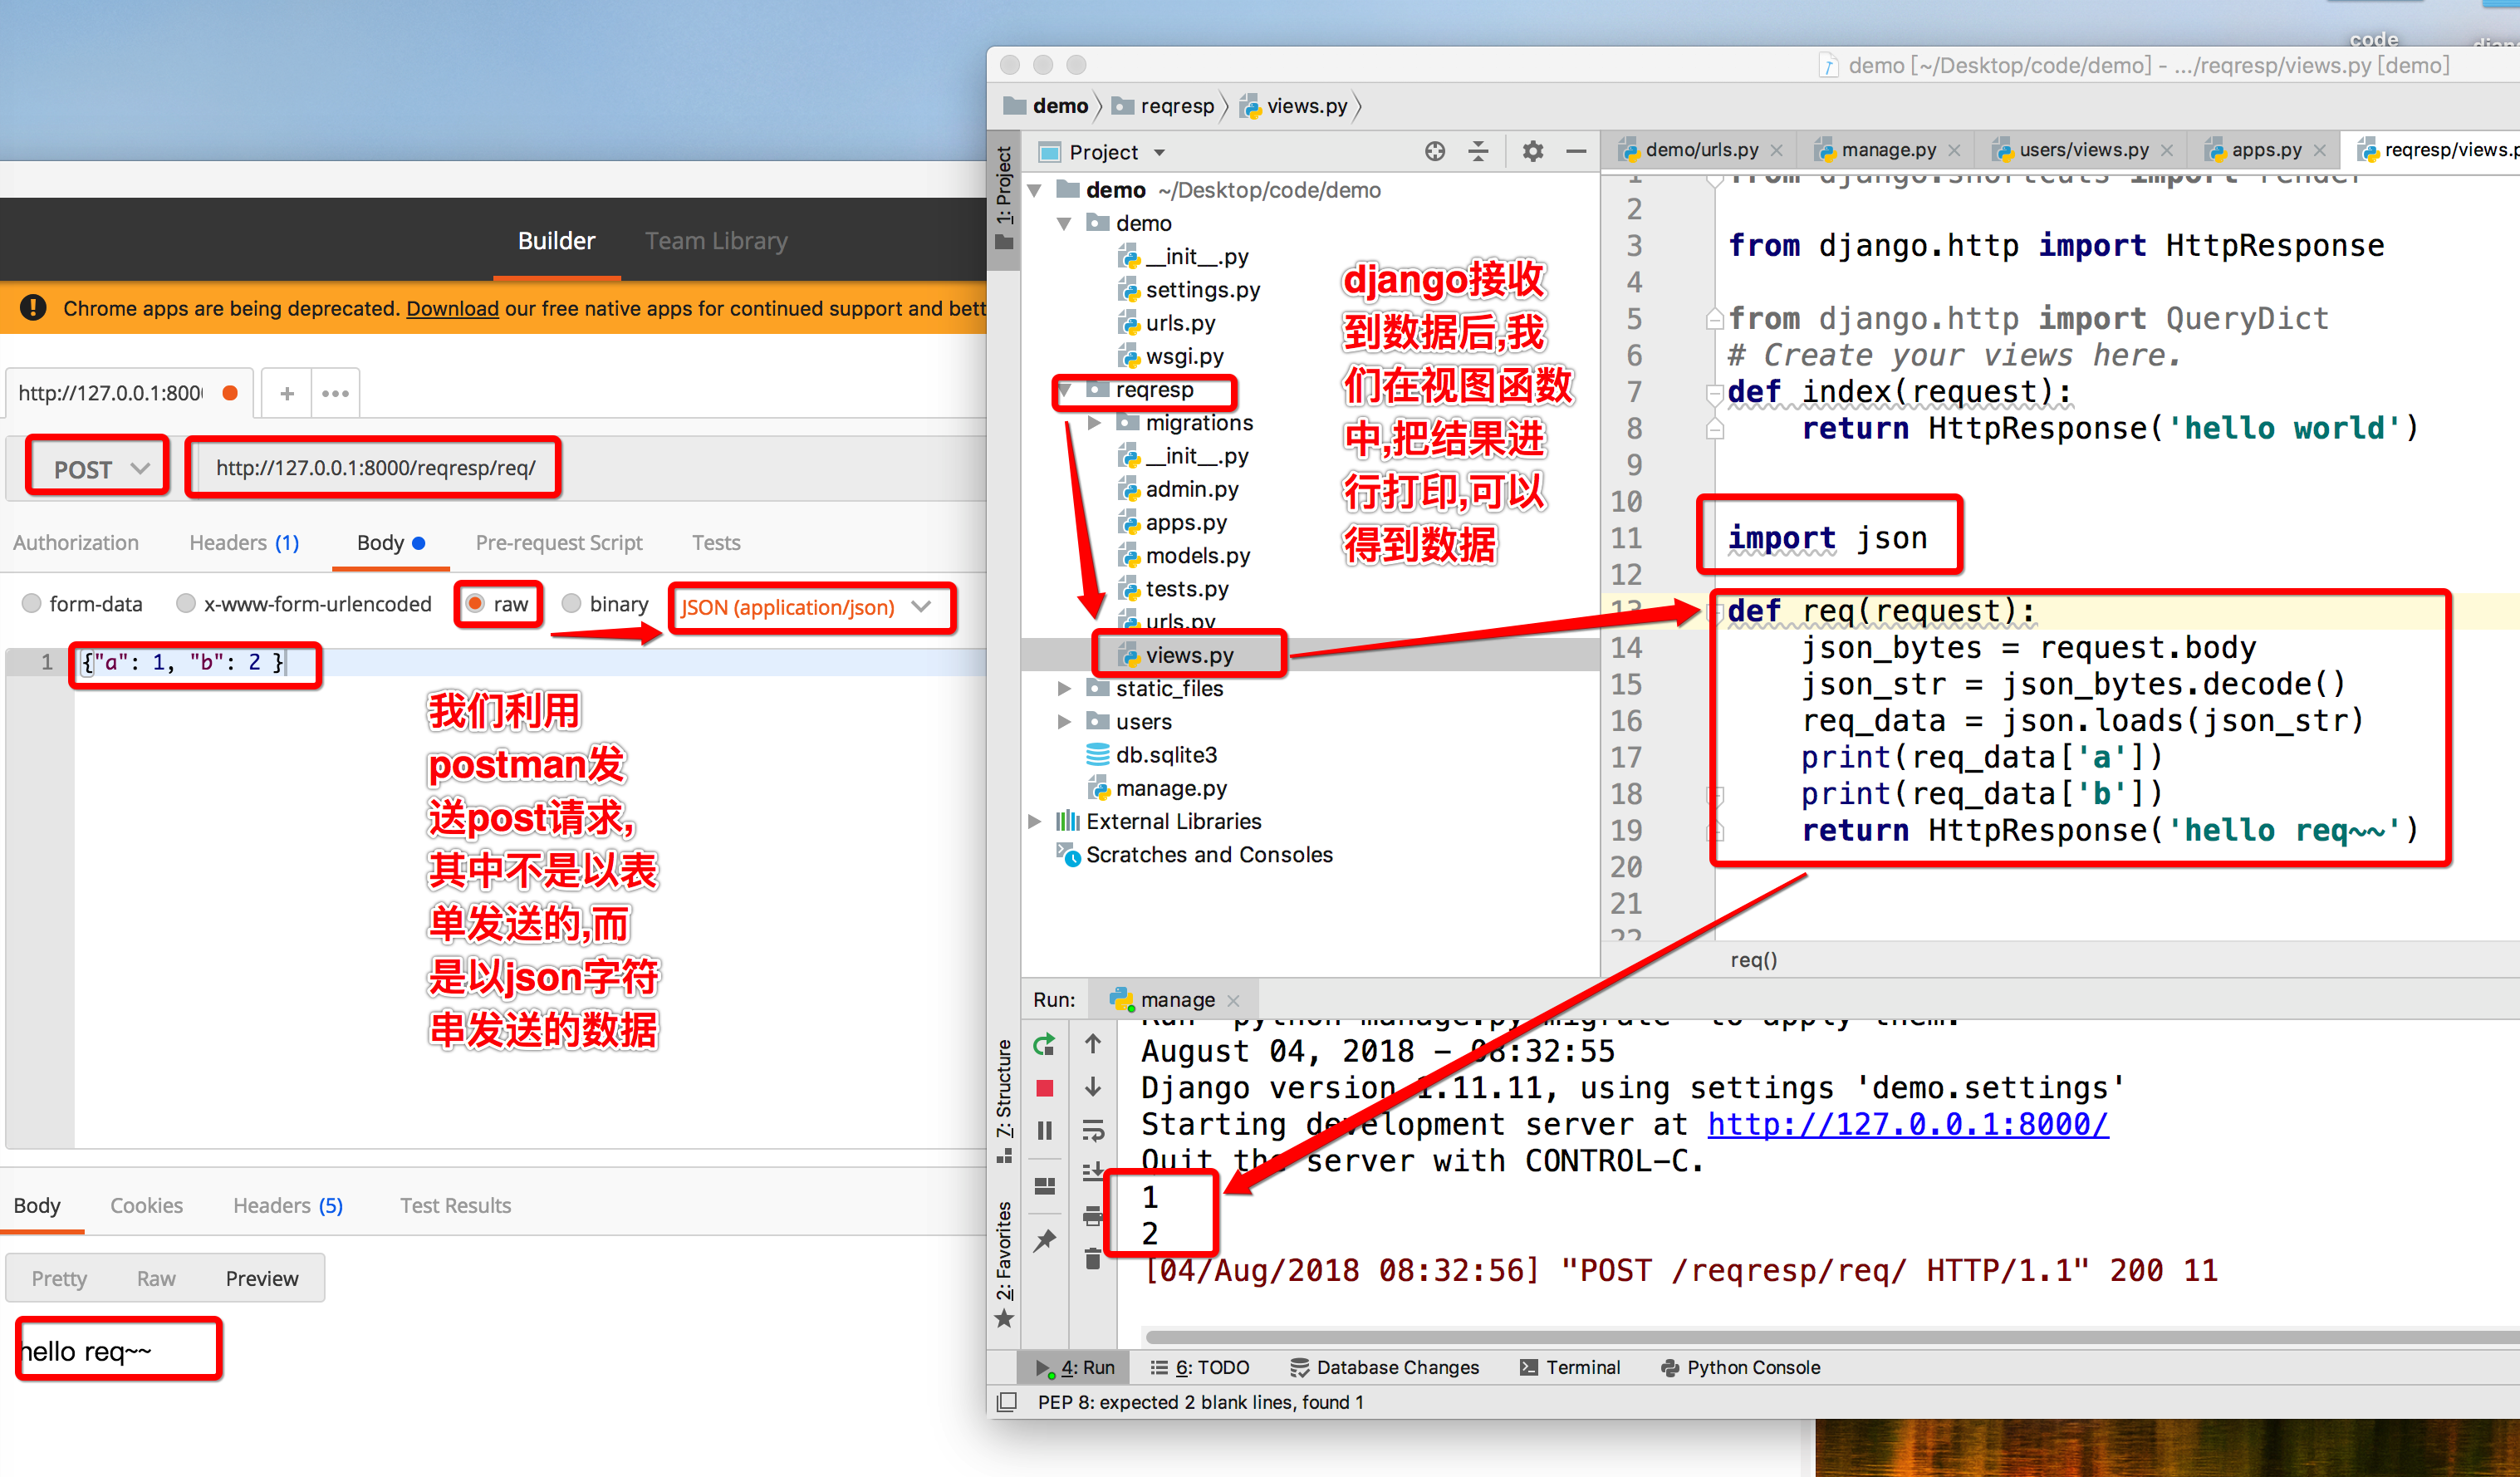 code
demo [~/Desktop/code/demo] - .../reqresp/views.py [demo]
demo
reqresp
views.py
1: Project
Project
demo/urls.py
manage.py
users/views.py
apps.py
reqresp/views.p
demo ~/Desktop/code/demo
demo
__init__.py
settings.py
urls.py
wsgi.py
reqresp
migrations
__init__.py
admin.py
apps.py
models.py
tests.py
urls.py
views.py
static_files
users
db.sqlite3
manage.py
External Libraries
Scratches and Consoles
django接收
到数据后,我
们在视图函数
中,把结果进
行打印,可以
得到数据
1 from django.shortcuts import render
2
3 from django.http import HttpResponse
4
5 from django.http import QueryDict
6 # Create your views here.
7 def index(request):
8 return HttpResponse('hello world')
9
10
11 import json
12
13 def req(request):
14 json_bytes = request.body
15 json_str = json_bytes.decode()
16 req_data = json.loads(json_str)
17 print(req_data['a'])
18 print(req_data['b'])
19 return HttpResponse('hello req~~')
20
21
22
req()
Run:
manage
Run 'python manage.py migrate' to apply them.
August 04, 2018 - 08:32:55
Django version 1.11.11, using settings 'demo.settings'
Starting development server at http://127.0.0.1:8000/
Quit the server with CONTROL-C.
1
2
[04/Aug/2018 08:32:56] "POST /reqresp/req/ HTTP/1.1" 200 11
7: Structure
2: Favorites
4: Run
6: TODO
Database Changes
Terminal
Python Console
PEP 8: expected 2 blank lines, found 1
Builder
Team Library
Chrome apps are being deprecated. Download our free native apps for continued support and bett
http://127.0.0.1:800
POST
http://127.0.0.1:8000/reqresp/req/
Authorization
Headers (1)
Body
Pre-request Script
Tests
form-data
x-www-form-urlencoded
raw
binary
JSON (application/json)
1 {"a": 1, "b": 2 }
我们利用
postman发
送post请求,
其中不是以表
单发送的,而
是以json字符
串发送的数据
Body
Cookies
Headers (5)
Test Results
Pretty
Raw
Preview
hello req~~